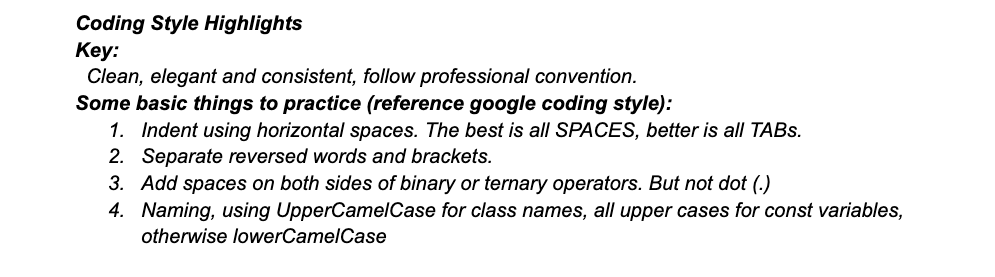 Coding Style Highlights
Key:
Clean, elegant and consistent, follow professional convention.
Some basic things to practice (reference google coding style):
1. Indent using horizontal spaces. The best is all SPACES, better is all TABs.
2. Separate reversed words and brackets.
3. Add spaces on both sides of binary or ternary operators. But not dot (.)
4. Naming, using UpperCamelCase for class names, all upper cases for const variables,
otherwise lowerCamelCase